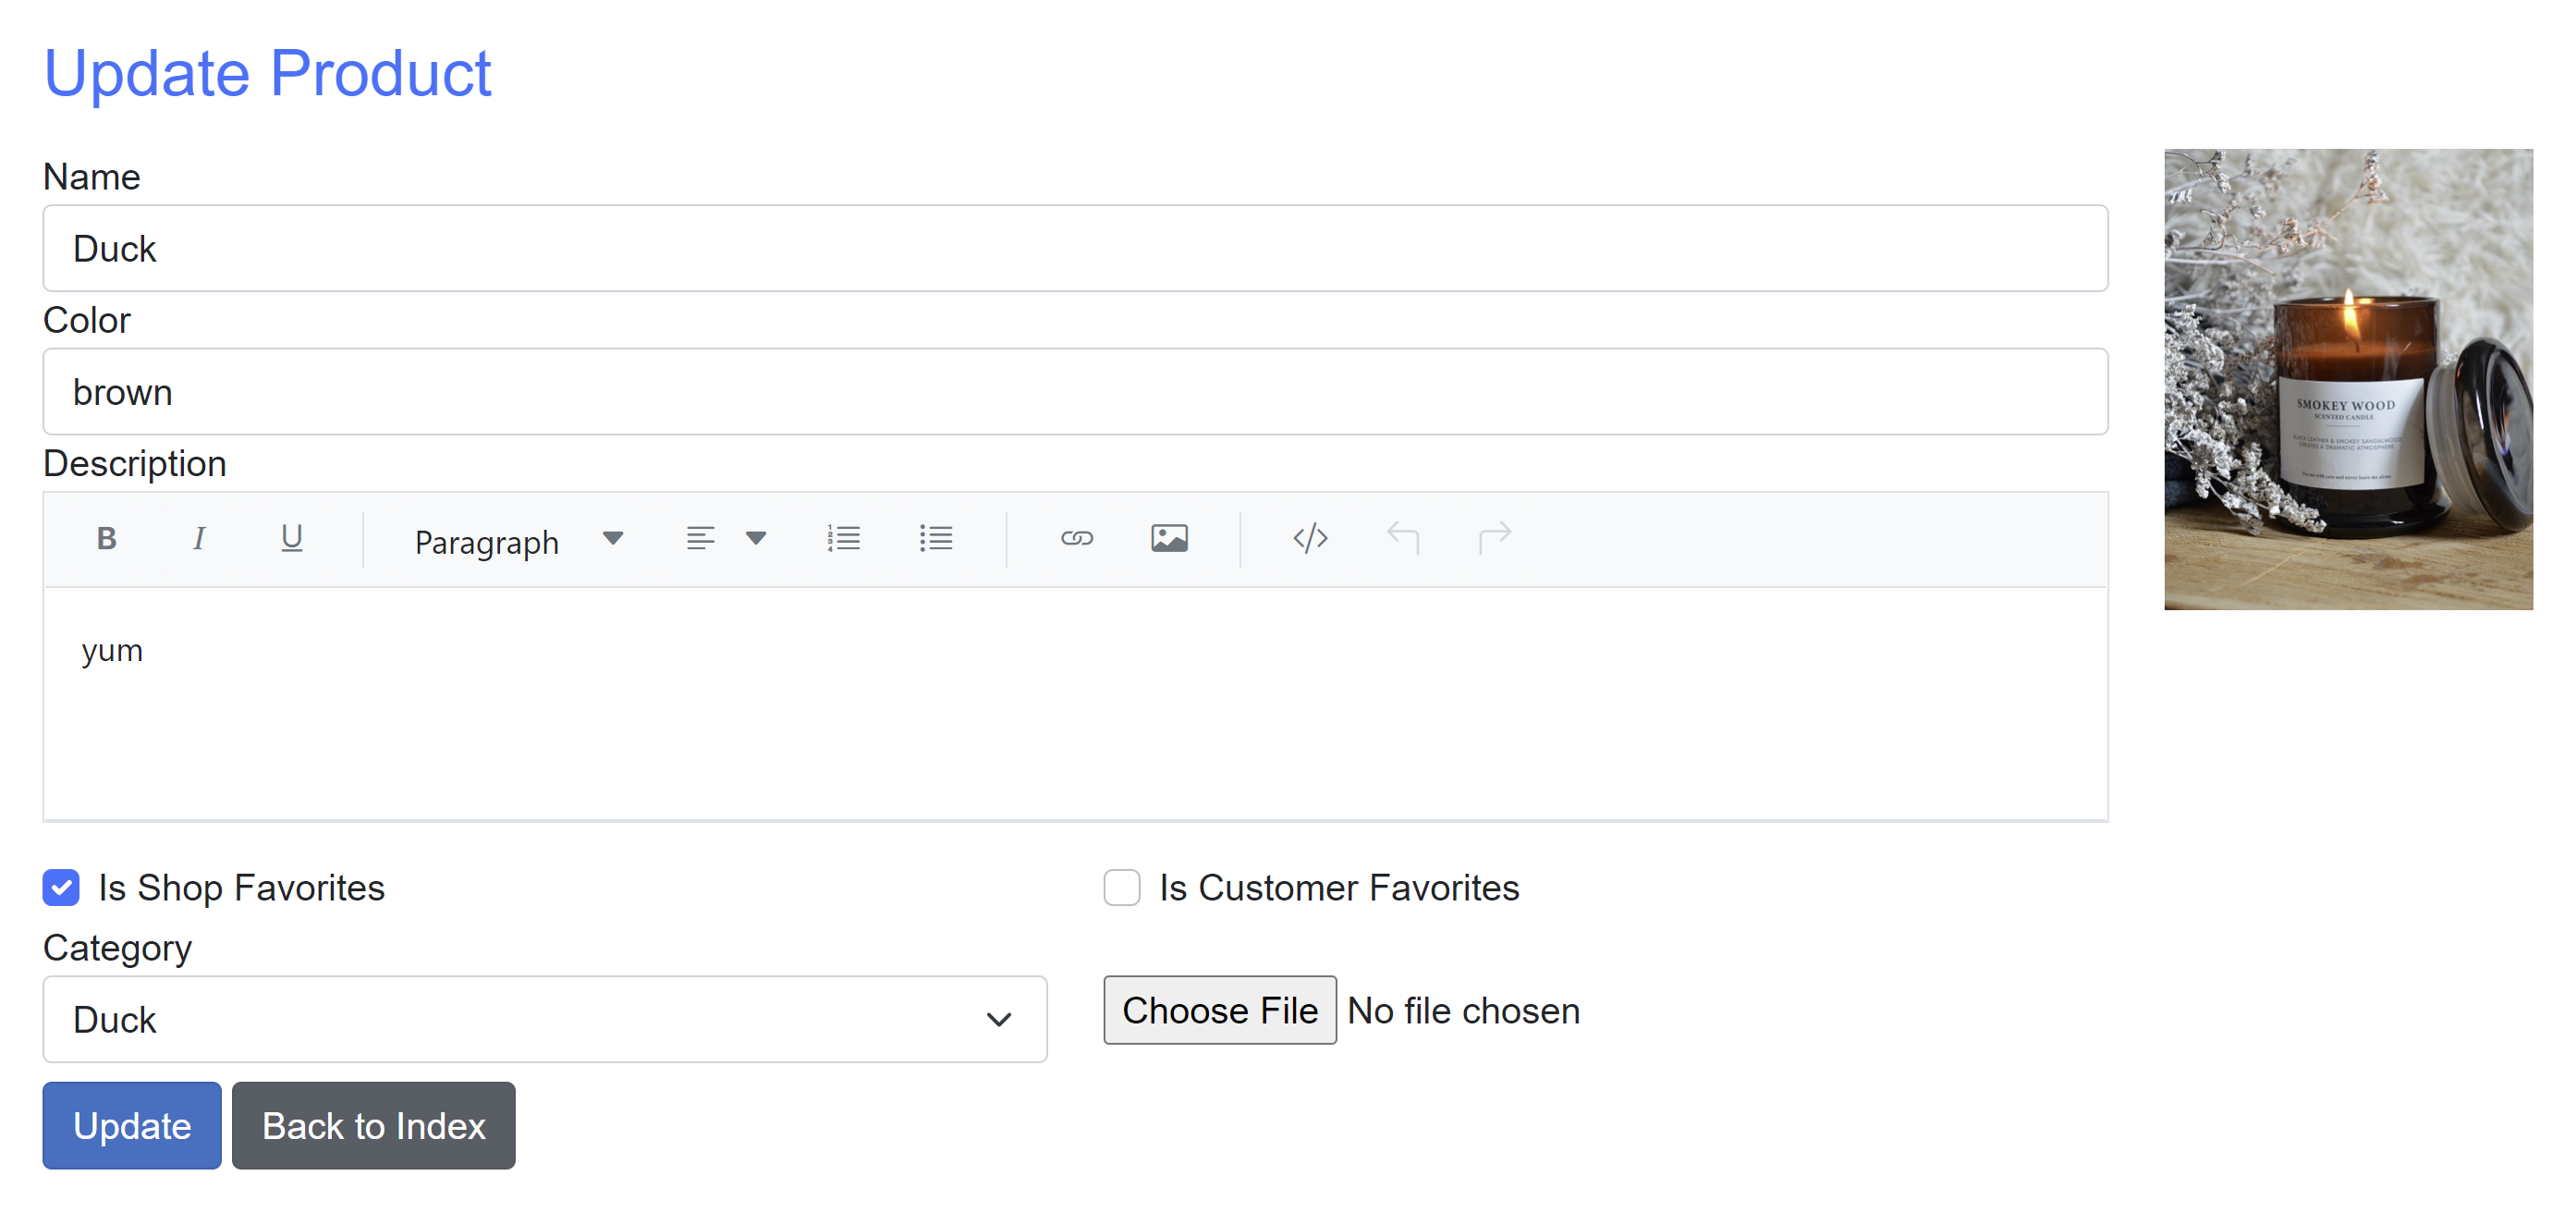 Update Product
Name
Duck
Color
brown
Description
B I U Paragraph
yum
Is Shop Favorites
Is Customer Favorites
Category
Duck
Choose File No file chosen
Update Back to Index
SMOKEY WOOD
SCENTED CANDLE
BLACK LEATHER & SMOKEY SANDALWOOD
CREATES A DRAMATIC ATMOSPHERE